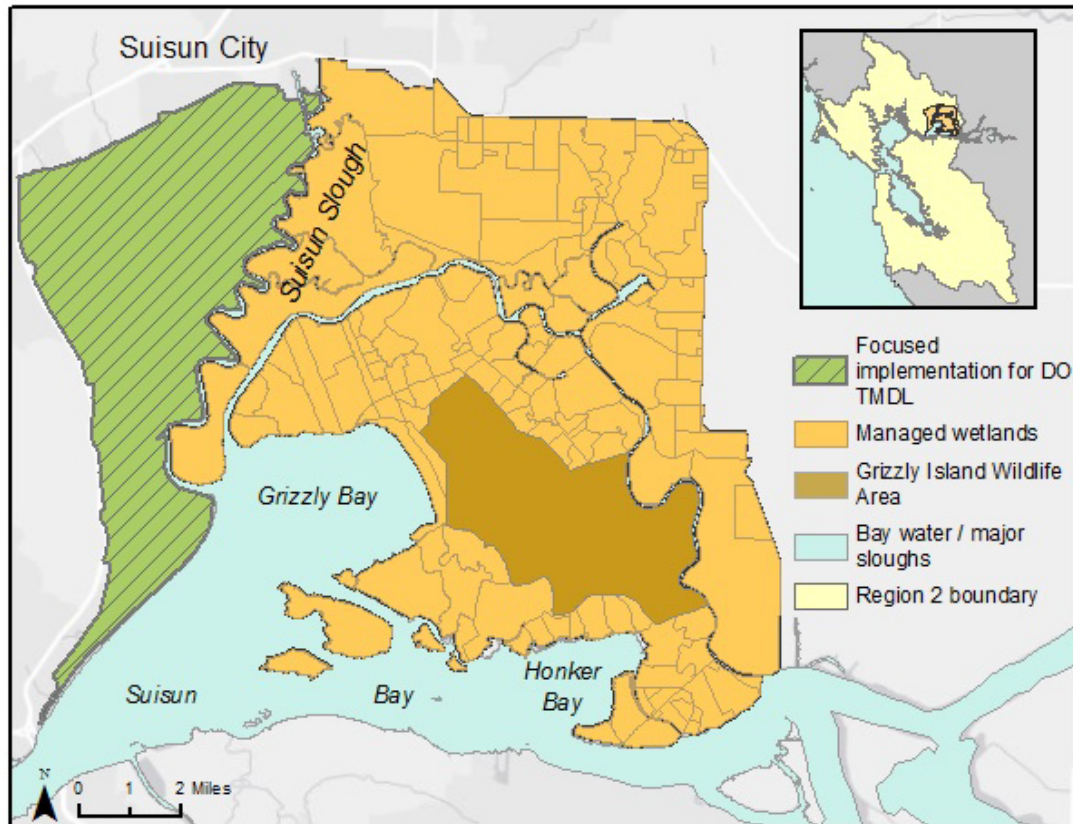 Suisun City
Suisun Slough
Grizzly Bay
Suisun
Bay
Honker
Bay
N
0 1 2 Miles
Focused
implementation for DO
TMDL
Managed wetlands
Grizzly Island Wildlife
Area
Bay water / major
sloughs
Region 2 boundary